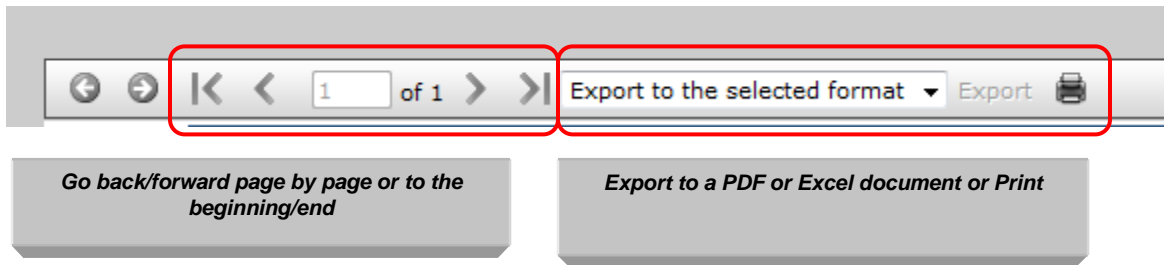 1 of 1 Export to the selected format Export
Go back/forward page by page or to the
beginning/end
Export to a PDF or Excel document or Print